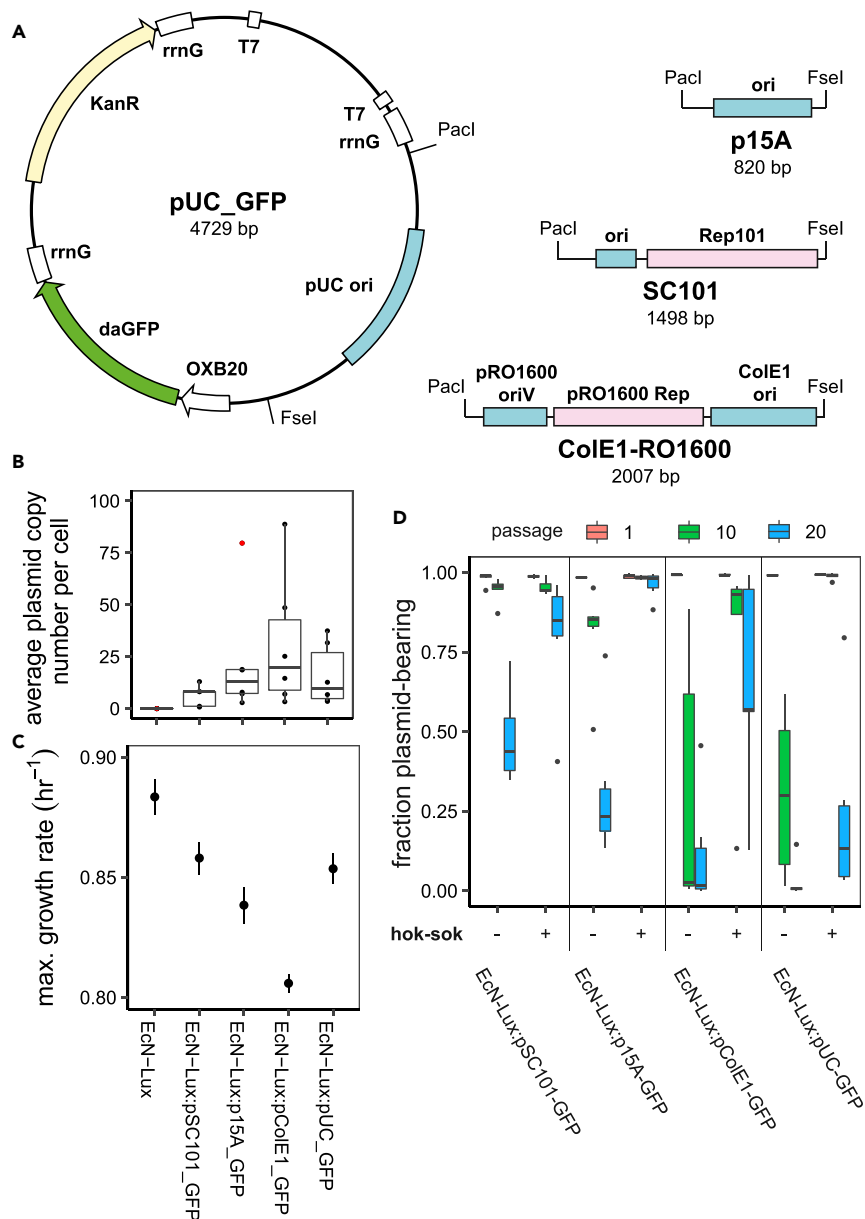 A
rrnG
T7
KanR
T7
rrnG
PacI
pUC_GFP
4729 bp
rrnG
pUC ori
daGFP
OXB20
FseI
PacI
ori
FseI
p15A
820 bp
PacI
ori
Rep101
FseI
SC101
1498 bp
PacI
pRO1600
oriV
pRO1600 Rep
ColE1
ori
FseI
ColE1-RO1600
2007 bp
B
average plasmid copy
number per cell
100
75
50
25
0
C
max. growth rate (hr⁻¹)
0.90
0.85
0.80
EcN−Lux
EcN−Lux:pSC101_GFP
EcN−Lux:p15A_GFP
EcN−Lux:pColE1_GFP
EcN−Lux:pUC_GFP
D
passage 1 10 20
fraction plasmid-bearing
1.00
0.75
0.50
0.25
0.00
hok-sok - + - + - + - +
EcN-Lux:pSC101-GFP
EcN-Lux:p15A-GFP
EcN-Lux:pColE1-GFP
EcN-Lux:pUC-GFP